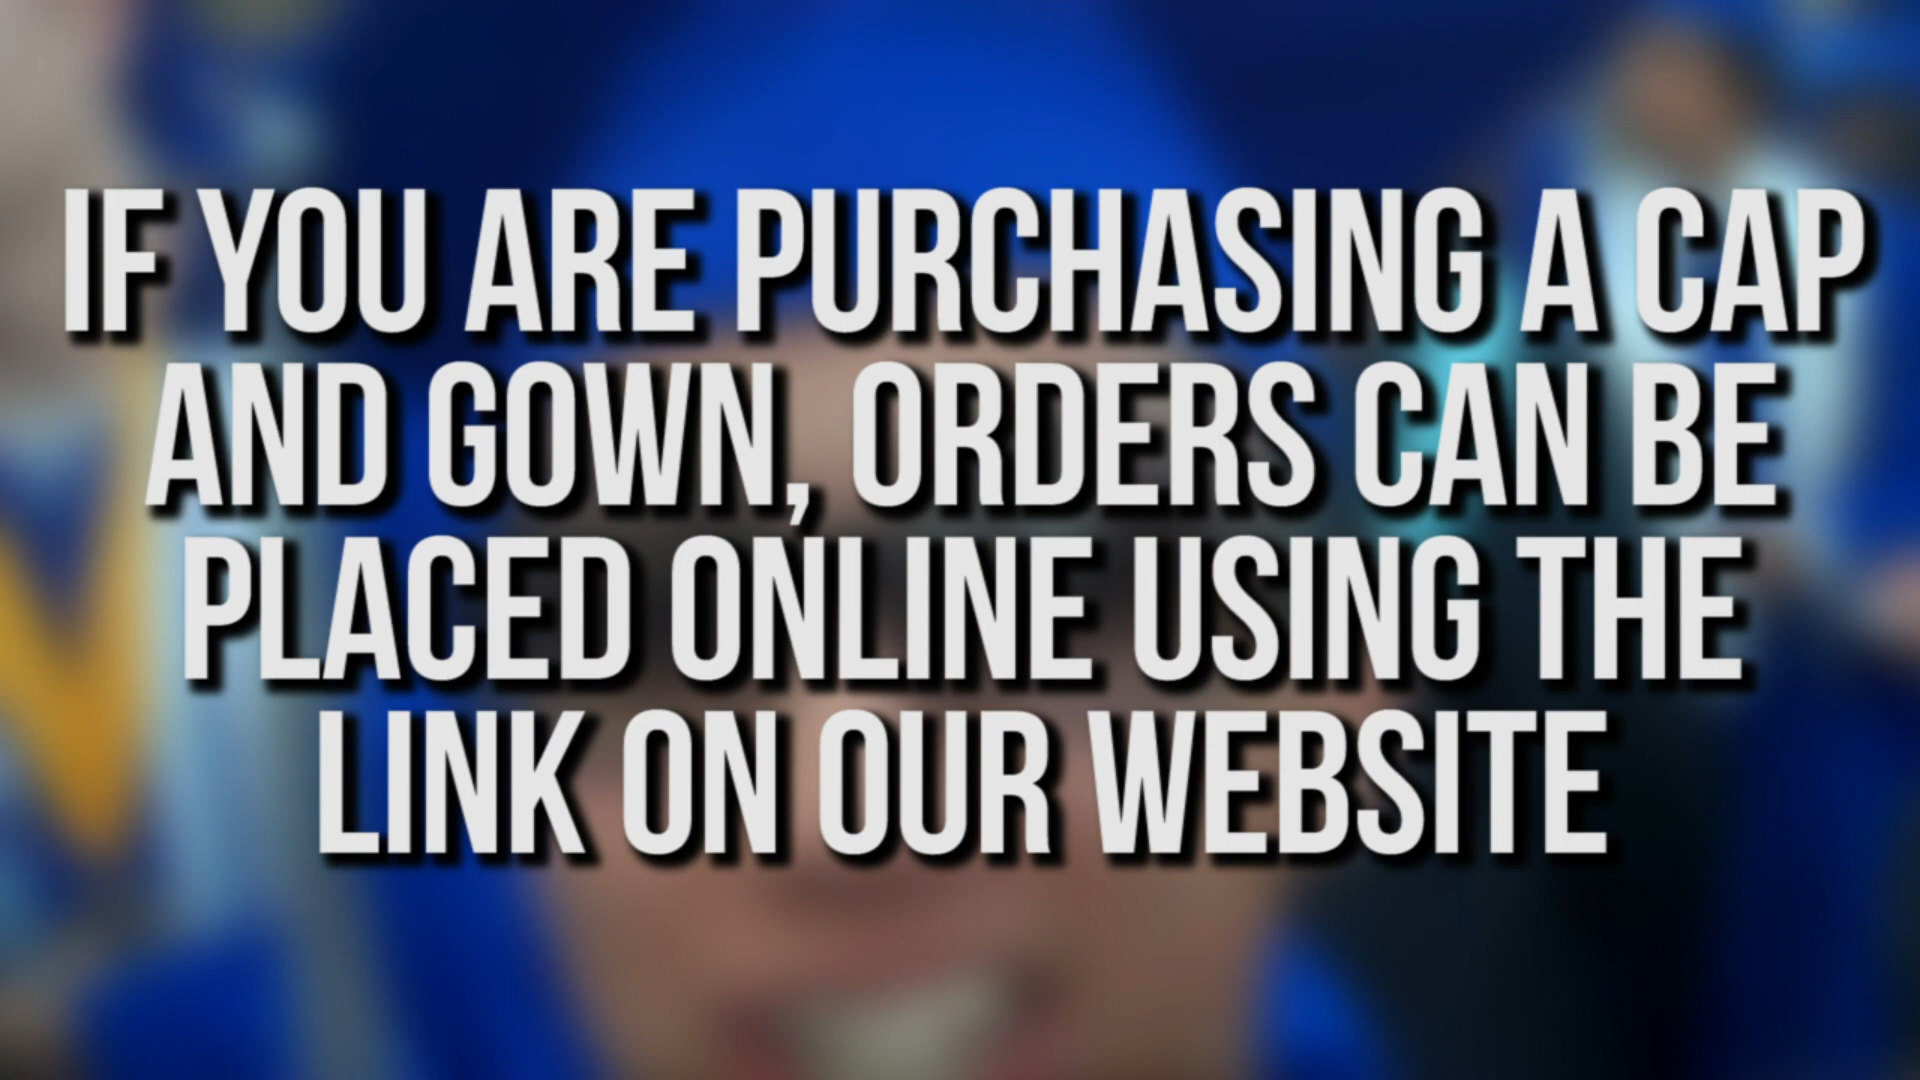 IF YOU ARE PURCHASING A CAP
AND GOWN, ORDERS CAN BE
PLACED ONLINE USING THE
LINK ON OUR WEBSITE